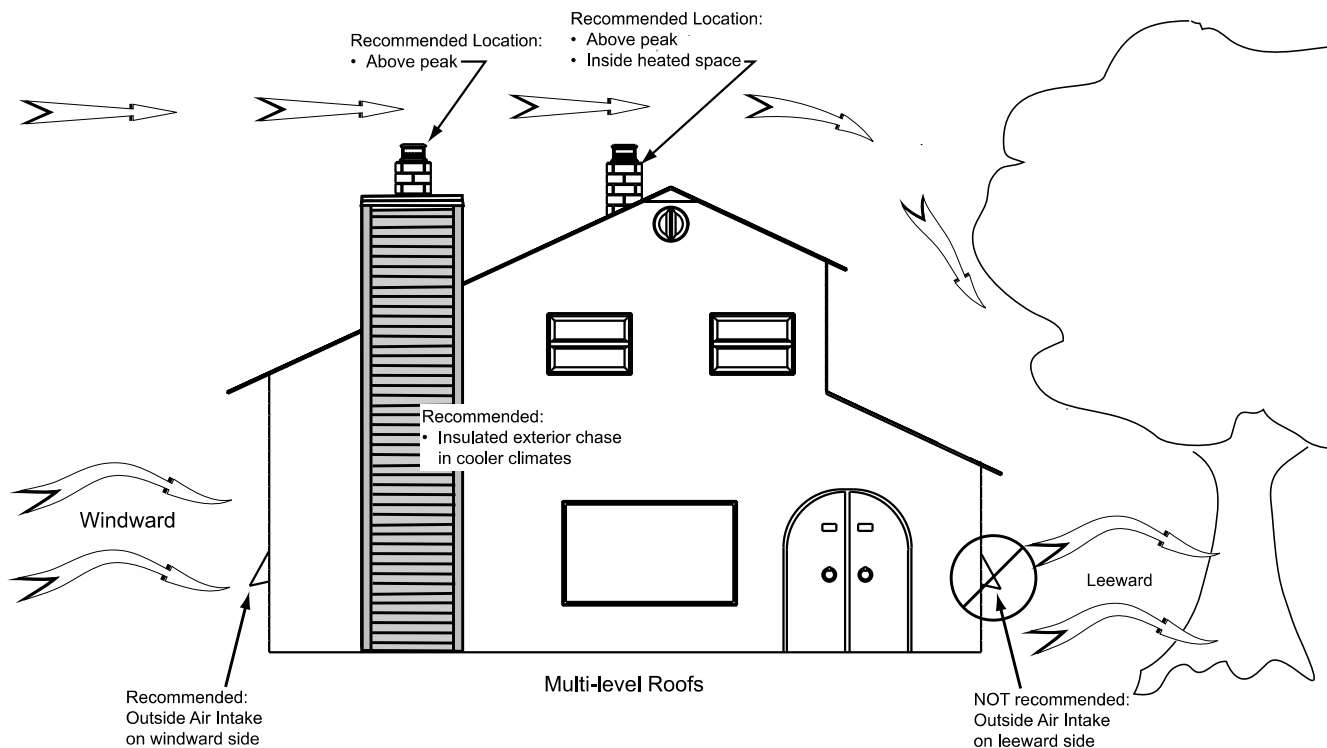 Recommended Location:
• Above peak
Recommended Location:
• Above peak
• Inside heated space
Recommended:
• Insulated exterior chase
in cooler climates
Windward
Leeward
Recommended:
Outside Air Intake
on windward side
Multi-level Roofs
NOT recommended:
Outside Air Intake
on leeward side